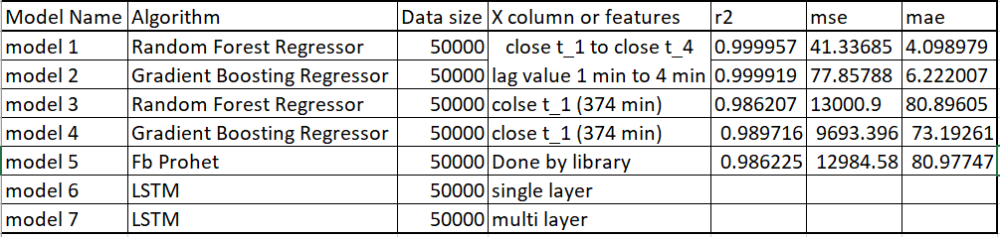 Model Name Algorithm Data size X column or features r2 mse mae
model 1 Random Forest Regressor 50000 close t_1 to close t_4 0.999957 41.33685 4.098979
model 2 Gradient Boosting Regressor 50000 lag value 1 min to 4 min 0.999919 77.85788 6.222007
model 3 Random Forest Regressor 50000 colse t_1 (374 min) 0.986207 13000.9 80.89605
model 4 Gradient Boosting Regressor 50000 close t_1 (374 min) 0.989716 9693.396 73.19261
model 5 Fb Prohet 50000 Done by library 0.986225 12984.58 80.97747
model 6 LSTM 50000 single layer
model 7 LSTM 50000 multi layer